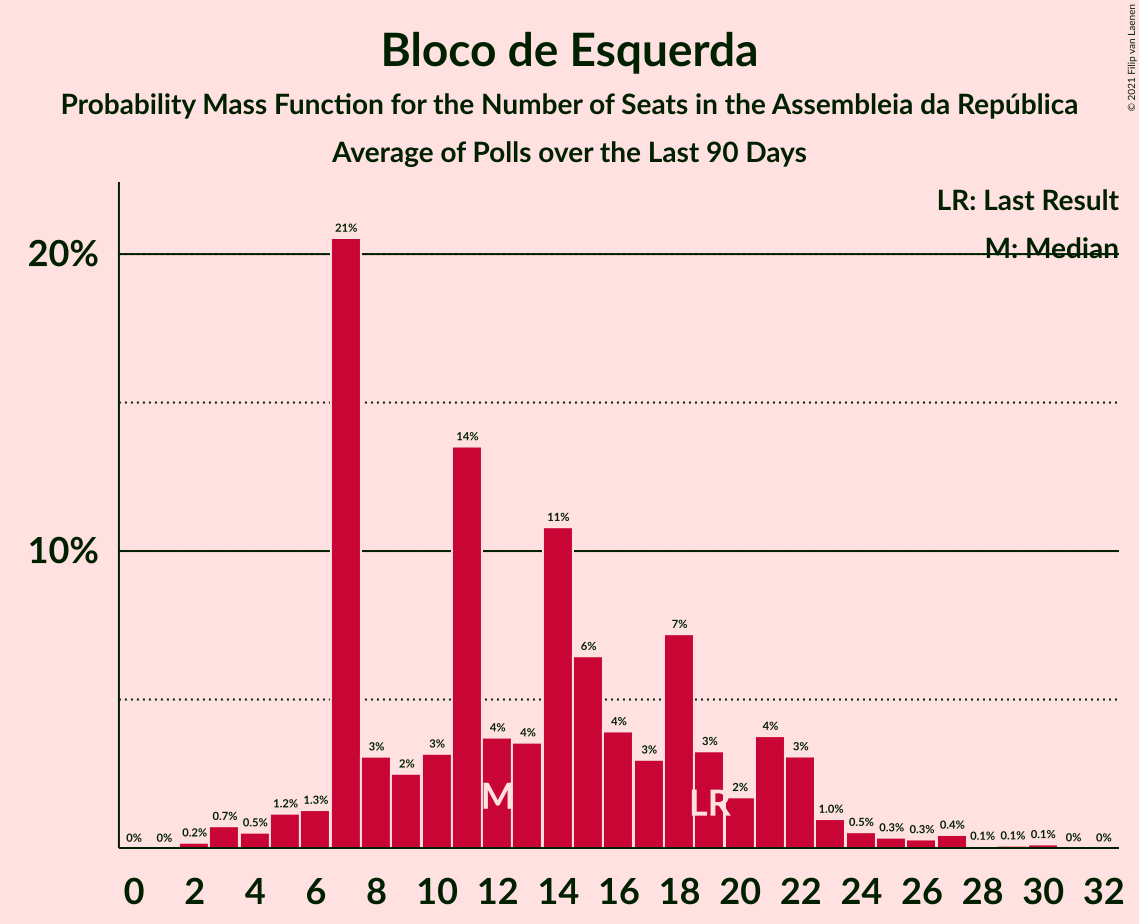 © 2021 Filip van Laenen
Bloco de Esquerda
Probability Mass Function for the Number of Seats in the Assembleia da República
Average of Polls over the Last 90 Days
LR: Last Result
M: Median
20%
10%
0% 0% 0.2% 0.7% 0.5% 1.2% 1.3% 21% 3% 2% 3% 14% 4% 4% 11% 6% 4% 3% 7% 3% 2% 4% 3% 1.0% 0.5% 0.3% 0.3% 0.4% 0.1% 0.1% 0.1% 0% 0%
M LR
0 2 4 6 8 10 12 14 16 18 20 22 24 26 28 30 32